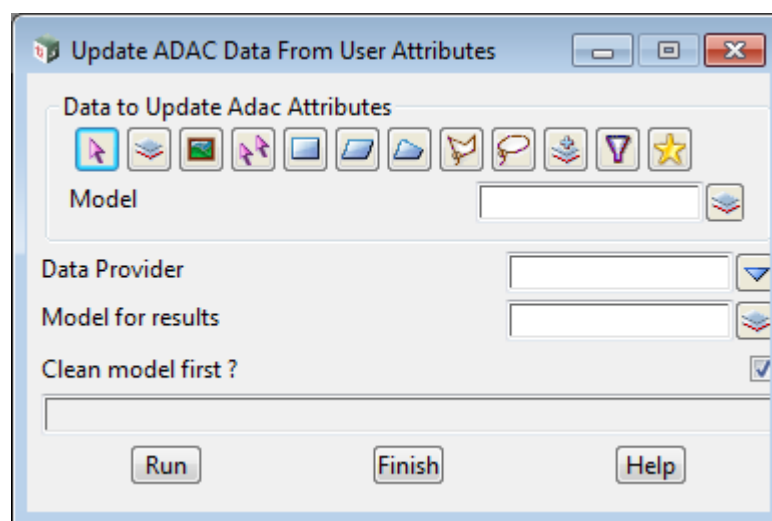 Update ADAC Data From User Attributes
Data to Update Adac Attributes
Model
Data Provider
Model for results
Clean model first ?
Run Finish Help